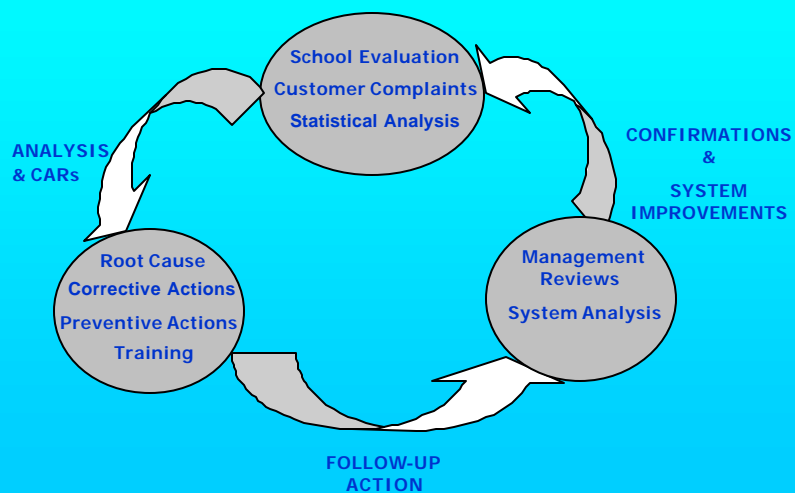 School Evaluation
Customer Complaints
Statistical Analysis
ANALYSIS
& CARs
CONFIRMATIONS
&
SYSTEM
IMPROVEMENTS
Root Cause
Corrective Actions
Preventive Actions
Training
Management
Reviews
System Analysis
FOLLOW-UP
ACTION